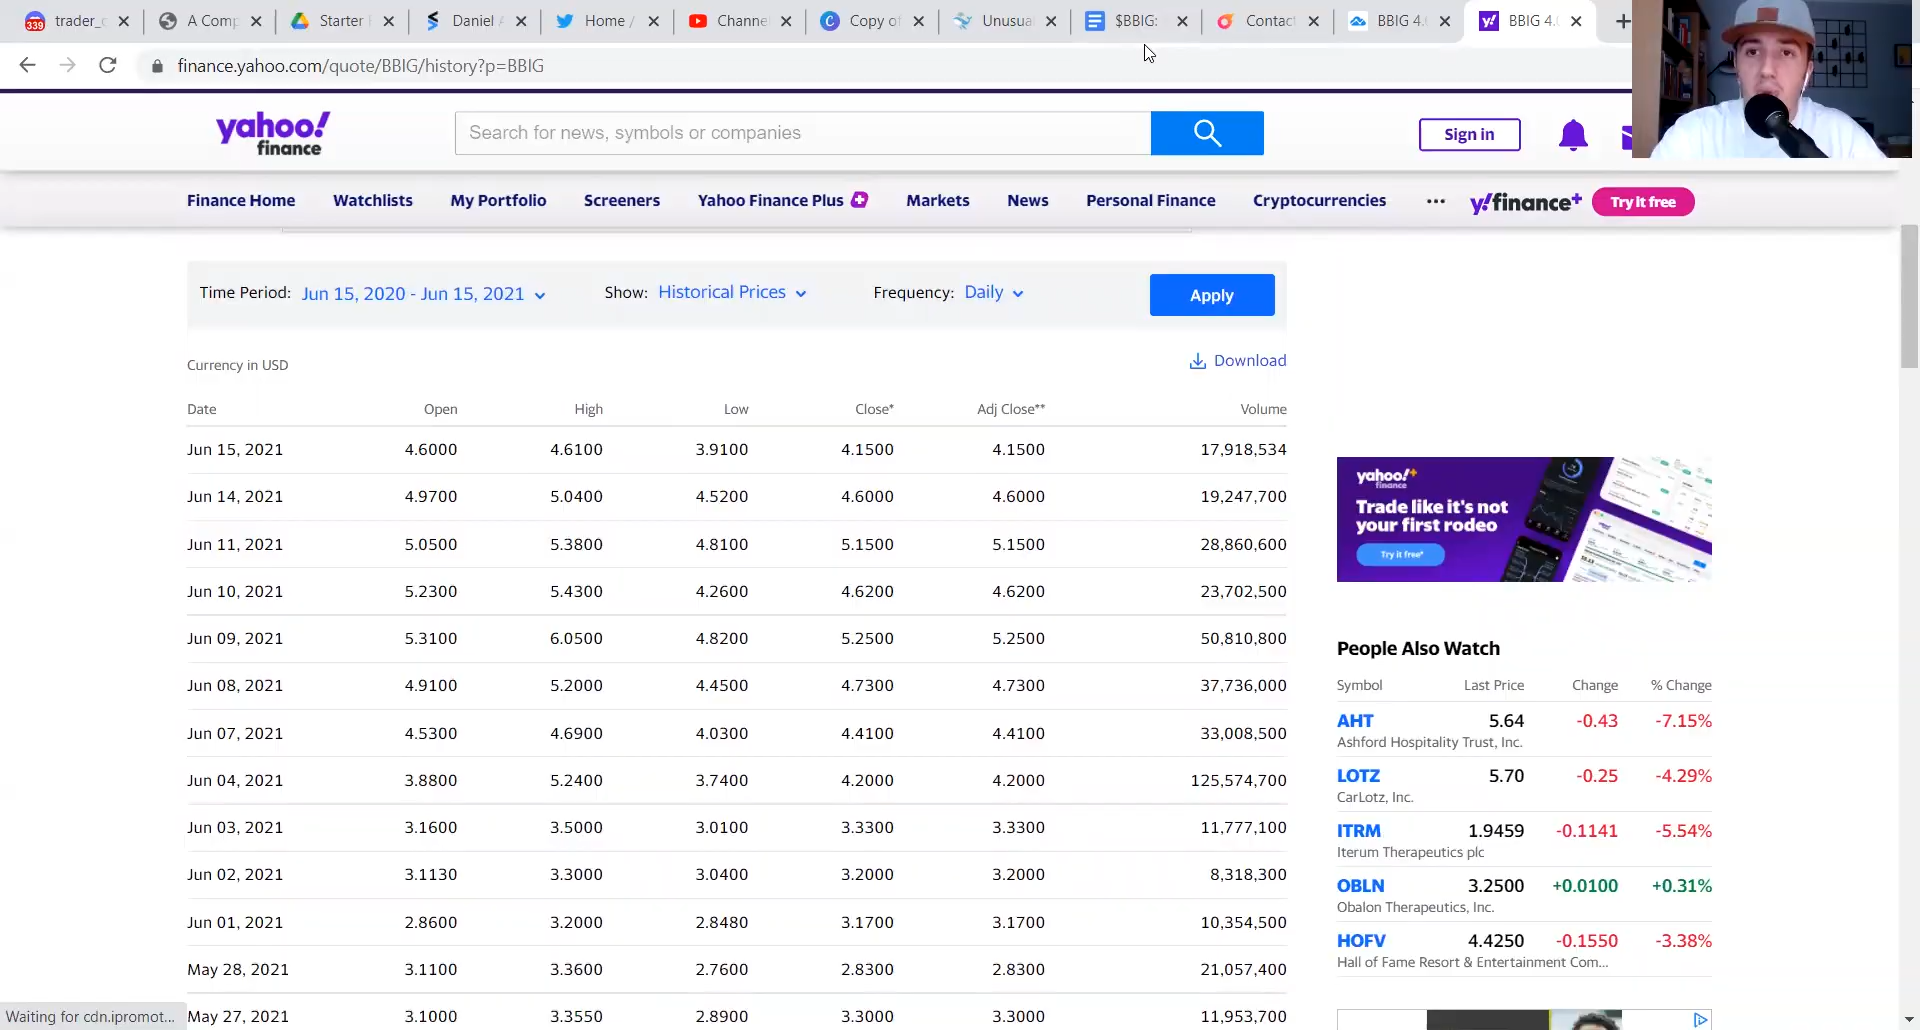 339 trader_c A Comp Starter Daniel Home / Channe Copy of Unusua $BBIG: Contac BBIG 4. y! BBIG 4.
finance.yahoo.com/quote/BBIG/history?p=BBIG
yahoo!
finance
Search for news, symbols or companies
Sign in
Finance Home Watchlists My Portfolio Screeners Yahoo Finance Plus Markets News Personal Finance Cryptocurrencies ... y!finance+ Try it free
Time Period: Jun 15, 2020 - Jun 15, 2021 Show: Historical Prices Frequency: Daily Apply
Currency in USD Download
Date Open High Low Close* Adj Close** Volume
Jun 15, 2021 4.6000 4.6100 3.9100 4.1500 4.1500 17,918,534
Jun 14, 2021 4.9700 5.0400 4.5200 4.6000 4.6000 19,247,700
Jun 11, 2021 5.0500 5.3800 4.8100 5.1500 5.1500 28,860,600
Jun 10, 2021 5.2300 5.4300 4.2600 4.6200 4.6200 23,702,500
Jun 09, 2021 5.3100 6.0500 4.8200 5.2500 5.2500 50,810,800
Jun 08, 2021 4.9100 5.2000 4.4500 4.7300 4.7300 37,736,000
Jun 07, 2021 4.5300 4.6900 4.0300 4.4100 4.4100 33,008,500
Jun 04, 2021 3.8800 5.2400 3.7400 4.2000 4.2000 125,574,700
Jun 03, 2021 3.1600 3.5000 3.0100 3.3300 3.3300 11,777,100
Jun 02, 2021 3.1130 3.3000 3.0400 3.2000 3.2000 8,318,300
Jun 01, 2021 2.8600 3.2000 2.8480 3.1700 3.1700 10,354,500
May 28, 2021 3.1100 3.3600 2.7600 2.8300 2.8300 21,057,400
May 27, 2021 3.1000 3.3550 2.8900 3.3000 3.3000 11,953,700
yahoo!+
finance
Trade like it's not
your first rodeo
Try it free*
People Also Watch
Symbol Last Price Change % Change
AHT 5.64 -0.43 -7.15%
Ashford Hospitality Trust, Inc.
LOTZ 5.70 -0.25 -4.29%
CarLotz, Inc.
ITRM 1.9459 -0.1141 -5.54%
Iterum Therapeutics plc
OBLN 3.2500 +0.0100 +0.31%
Obalon Therapeutics, Inc.
HOFV 4.4250 -0.1550 -3.38%
Hall of Fame Resort & Entertainment Com...
Waiting for cdn.ipromot...